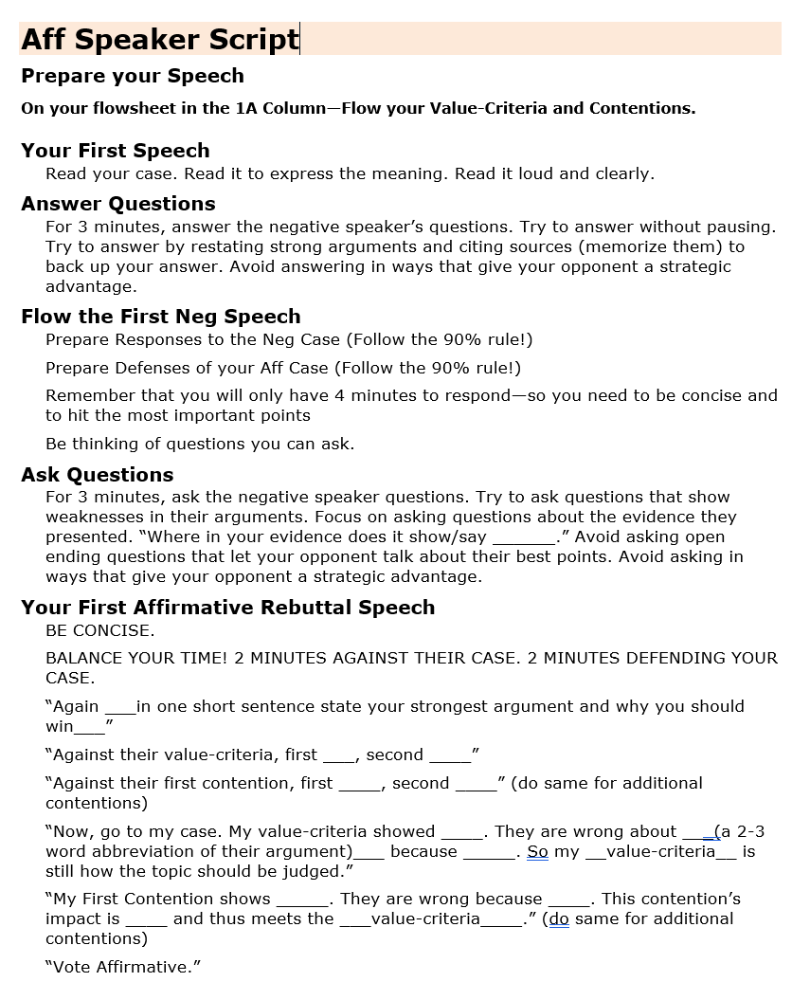 Aff Speaker Script
Prepare your Speech
On your flowsheet in the 1A Column—Flow your Value-Criteria and Contentions.
Your First Speech
Read your case. Read it to express the meaning. Read it loud and clearly.
Answer Questions
For 3 minutes, answer the negative speaker’s questions. Try to answer without pausing.
Try to answer by restating strong arguments and citing sources (memorize them) to
back up your answer. Avoid answering in ways that give your opponent a strategic
advantage.
Flow the First Neg Speech
Prepare Responses to the Neg Case (Follow the 90% rule!)
Prepare Defenses of your Aff Case (Follow the 90% rule!)
Remember that you will only have 4 minutes to respond—so you need to be concise and
to hit the most important points
Be thinking of questions you can ask.
Ask Questions
For 3 minutes, ask the negative speaker questions. Try to ask questions that show
weaknesses in their arguments. Focus on asking questions about the evidence they
presented. “Where in your evidence does it show/say ______.” Avoid asking open
ending questions that let your opponent talk about their best points. Avoid asking in
ways that give your opponent a strategic advantage.
Your First Affirmative Rebuttal Speech
BE CONCISE.
BALANCE YOUR TIME! 2 MINUTES AGAINST THEIR CASE. 2 MINUTES DEFENDING YOUR
CASE.
“Again ___in one short sentence state your strongest argument and why you should
win___”
“Against their value-criteria, first ___, second ____”
“Against their first contention, first ____, second ____” (do same for additional
contentions)
“Now, go to my case. My value-criteria showed ____. They are wrong about ____(a 2-3
word abbreviation of their argument)___ because _____. So my __value-criteria__ is
still how the topic should be judged.”
“My First Contention shows _____. They are wrong because ____. This contention’s
impact is ____ and thus meets the ___value-criteria____.” (do same for additional
contentions)
“Vote Affirmative.”